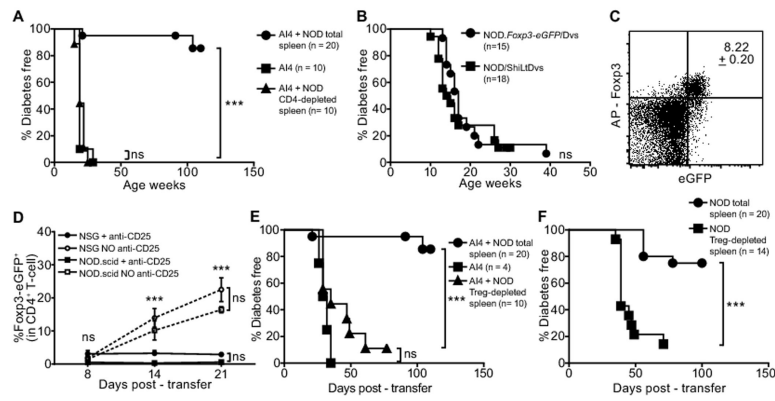 A
% Diabetes free
100
80
60
40
20
0
0 50 100 150
Age weeks
***
ns
AI4 + NOD total
spleen (n = 20)
AI4 (n = 10)
AI4 + NOD
CD4-depleted
spleen (n= 10)
B
% Diabetes free
100
80
60
40
20
0
0 10 20 30 40 50
Age weeks
ns
NOD.Foxp3-eGFP/Dvs
(n=15)
NOD/ShiLtDvs
(n=18)
C
8.22
+ 0.20
AP - Foxp3
eGFP
D
NSG + anti-CD25
NSG NO anti-CD25
NOD.scid + anti-CD25
NOD.scid NO anti-CD25
%Foxp3-eGFP+
(in CD4+ T-cell)
40
30
20
10
0
8 14 21
Days post - transfer
ns
***
***
ns
ns
E
% Diabetes free
100
80
60
40
20
0
0 50 100 150
Days post - transfer
AI4 + NOD total
spleen (n = 20)
AI4 (n = 4)
AI4 + NOD
Treg-depleted
spleen (n = 10)
***
ns
F
% Diabetes free
100
80
60
40
20
0
0 50 100 150
Days post - transfer
NOD total
spleen (n = 20)
NOD
Treg-depleted
spleen (n = 14)
***